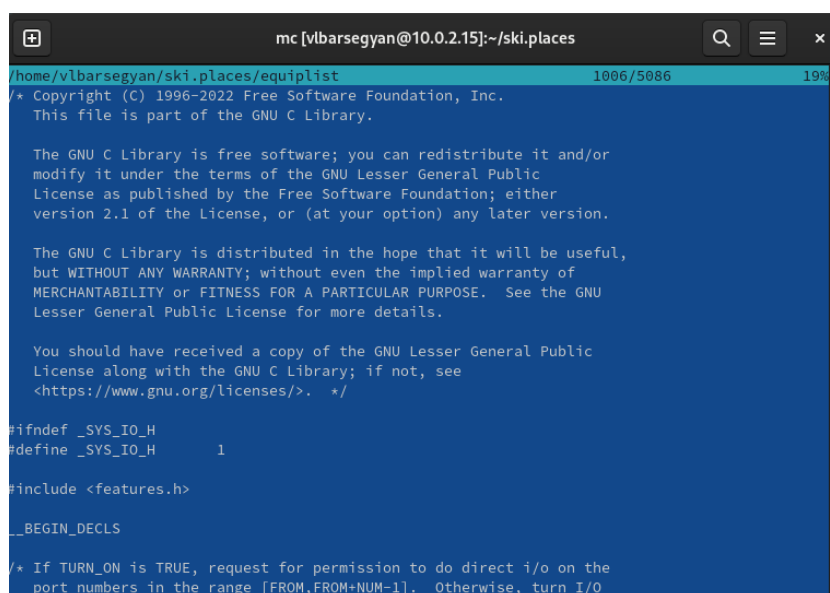 mc [vlbarsegyan@10.0.2.15]:~/ski.places
/home/vlbarsegyan/ski.places/equiplist 1006/5086 19%
/* Copyright (C) 1996-2022 Free Software Foundation, Inc.
This file is part of the GNU C Library.
The GNU C Library is free software; you can redistribute it and/or
modify it under the terms of the GNU Lesser General Public
License as published by the Free Software Foundation; either
version 2.1 of the License, or (at your option) any later version.
The GNU C Library is distributed in the hope that it will be useful,
but WITHOUT ANY WARRANTY; without even the implied warranty of
MERCHANTABILITY or FITNESS FOR A PARTICULAR PURPOSE.  See the GNU
Lesser General Public License for more details.
You should have received a copy of the GNU Lesser General Public
License along with the GNU C Library; if not, see
<https://www.gnu.org/licenses/>.  */
#ifndef _SYS_IO_H
#define _SYS_IO_H 1
#include <features.h>
__BEGIN_DECLS
/* If TURN_ON is TRUE, request for permission to do direct i/o on the
port numbers in the range [FROM,FROM+NUM-1].  Otherwise, turn I/O